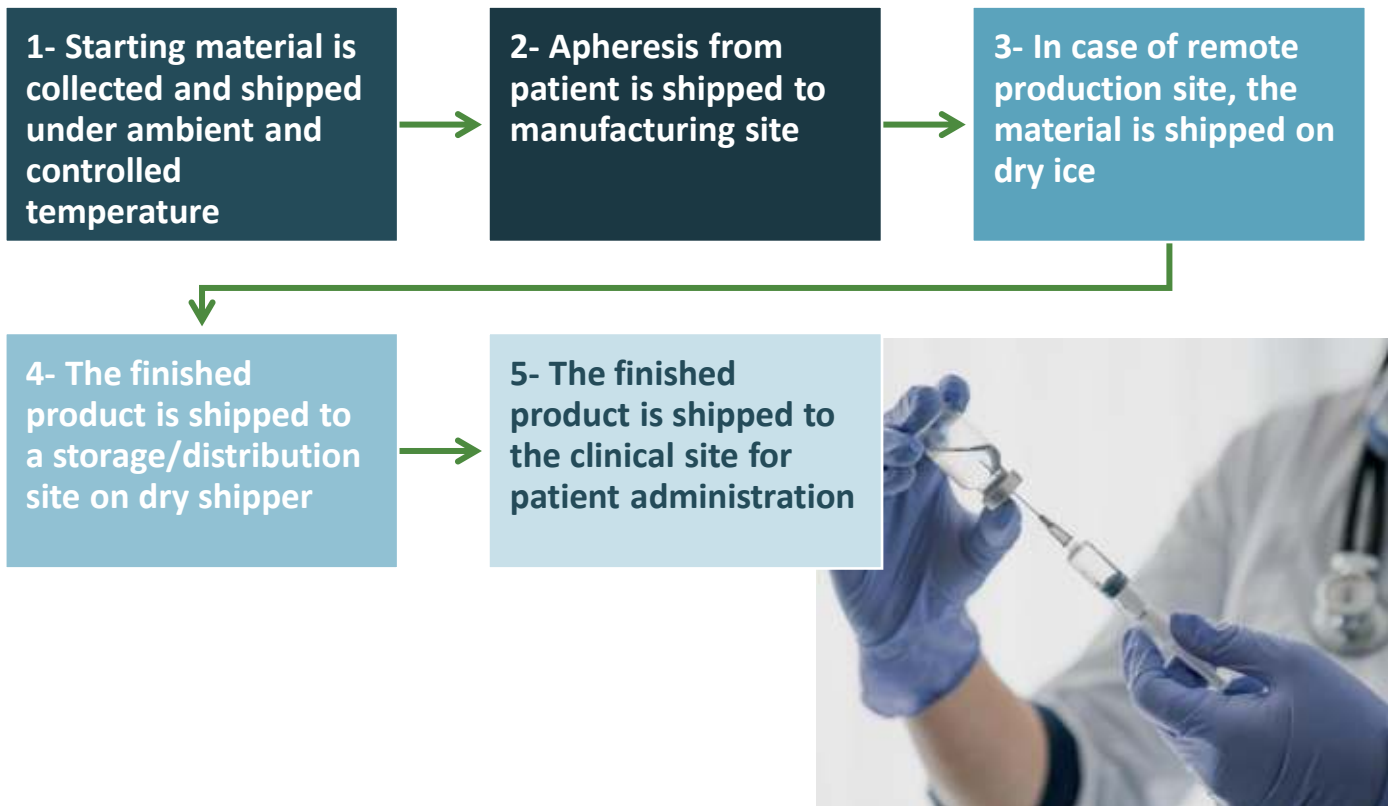 1- Starting material is
collected and shipped
under ambient and
controlled
temperature
2- Apheresis from
patient is shipped to
manufacturing site
3- In case of remote
production site, the
material is shipped on
dry ice
4- The finished
product is shipped to
a storage/distribution
site on dry shipper
5- The finished
product is shipped to
the clinical site for
patient administration